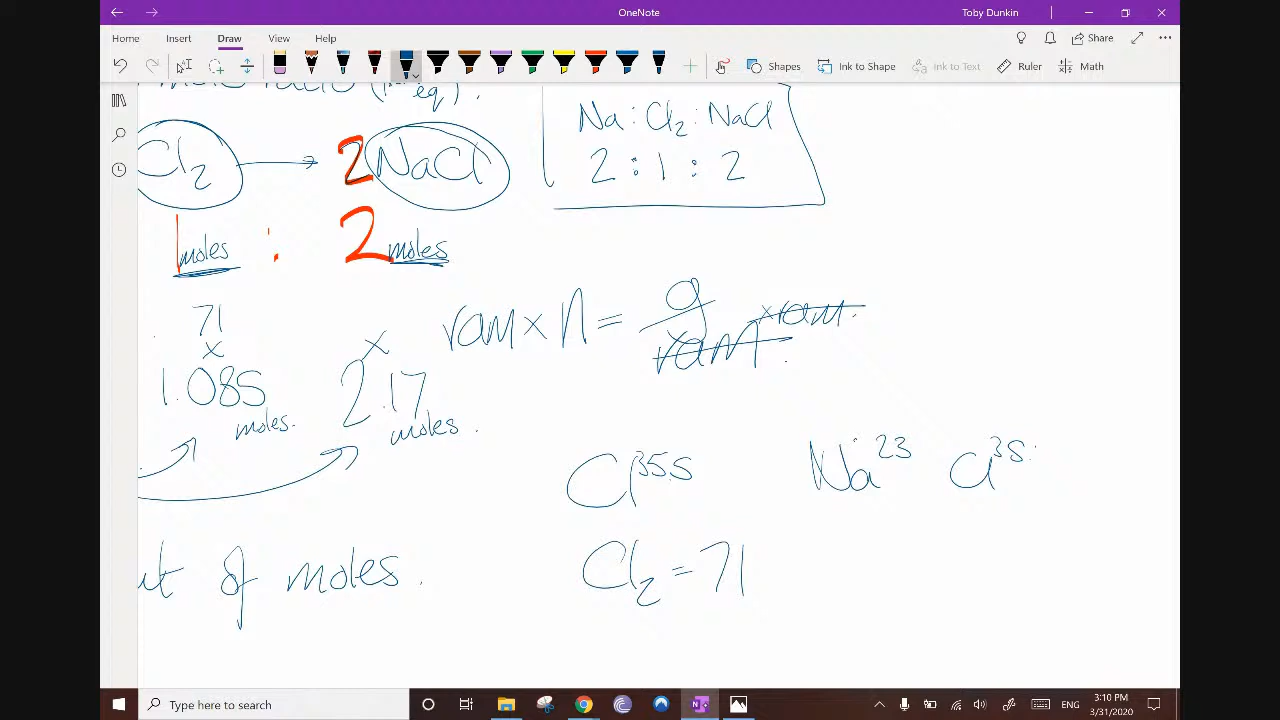 OneNote
Toby Dunkin
Home Insert Draw View Help
Share
Shapes Ink to Shape Ink to Text Ruler Math
eq).
Na : Cl2 : NaCl
2 : 1 : 2
Cl2 → 2NaCl
1 moles : 2 moles
ram x n = g
ram x ram.
71
x x
1.085 2.17
moles. moles.
Cl 35.5
Na 23 Cl 35.
of moles.
Cl2 = 71
Type here to search
ENG
3:10 PM
3/31/2020